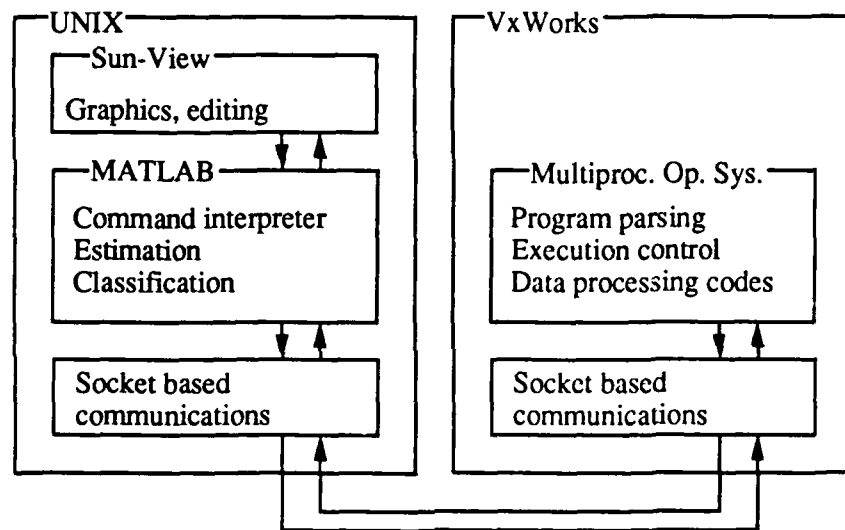 UNIX
Sun-View
Graphics, editing
MATLAB
Command interpreter
Estimation
Classification
Socket based
communications
VxWorks
Multiproc. Op. Sys.
Program parsing
Execution control
Data processing codes
Socket based
communications